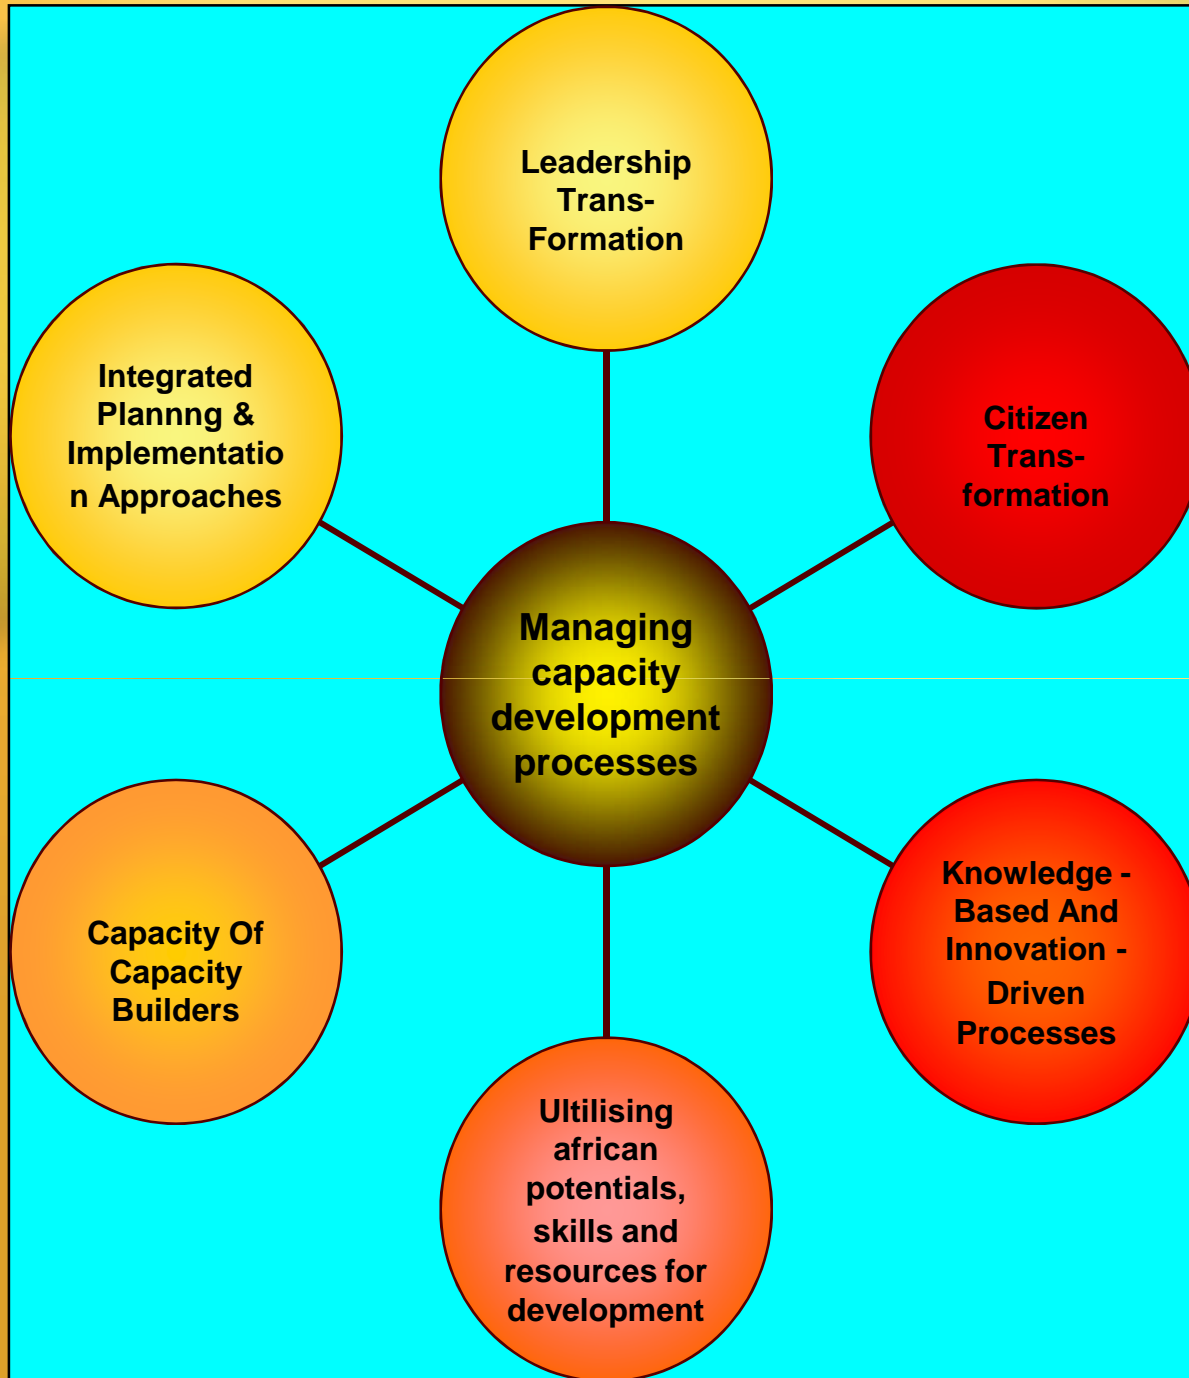 Leadership
Trans-
Formation
Integrated
Plannng &
Implementatio
n Approaches
Citizen
Trans-
formation
Managing
capacity
development
processes
Capacity Of
Capacity
Builders
Knowledge -
Based And
Innovation -
Driven
Processes
Ultilising
african
potentials,
skills and
resources for
development